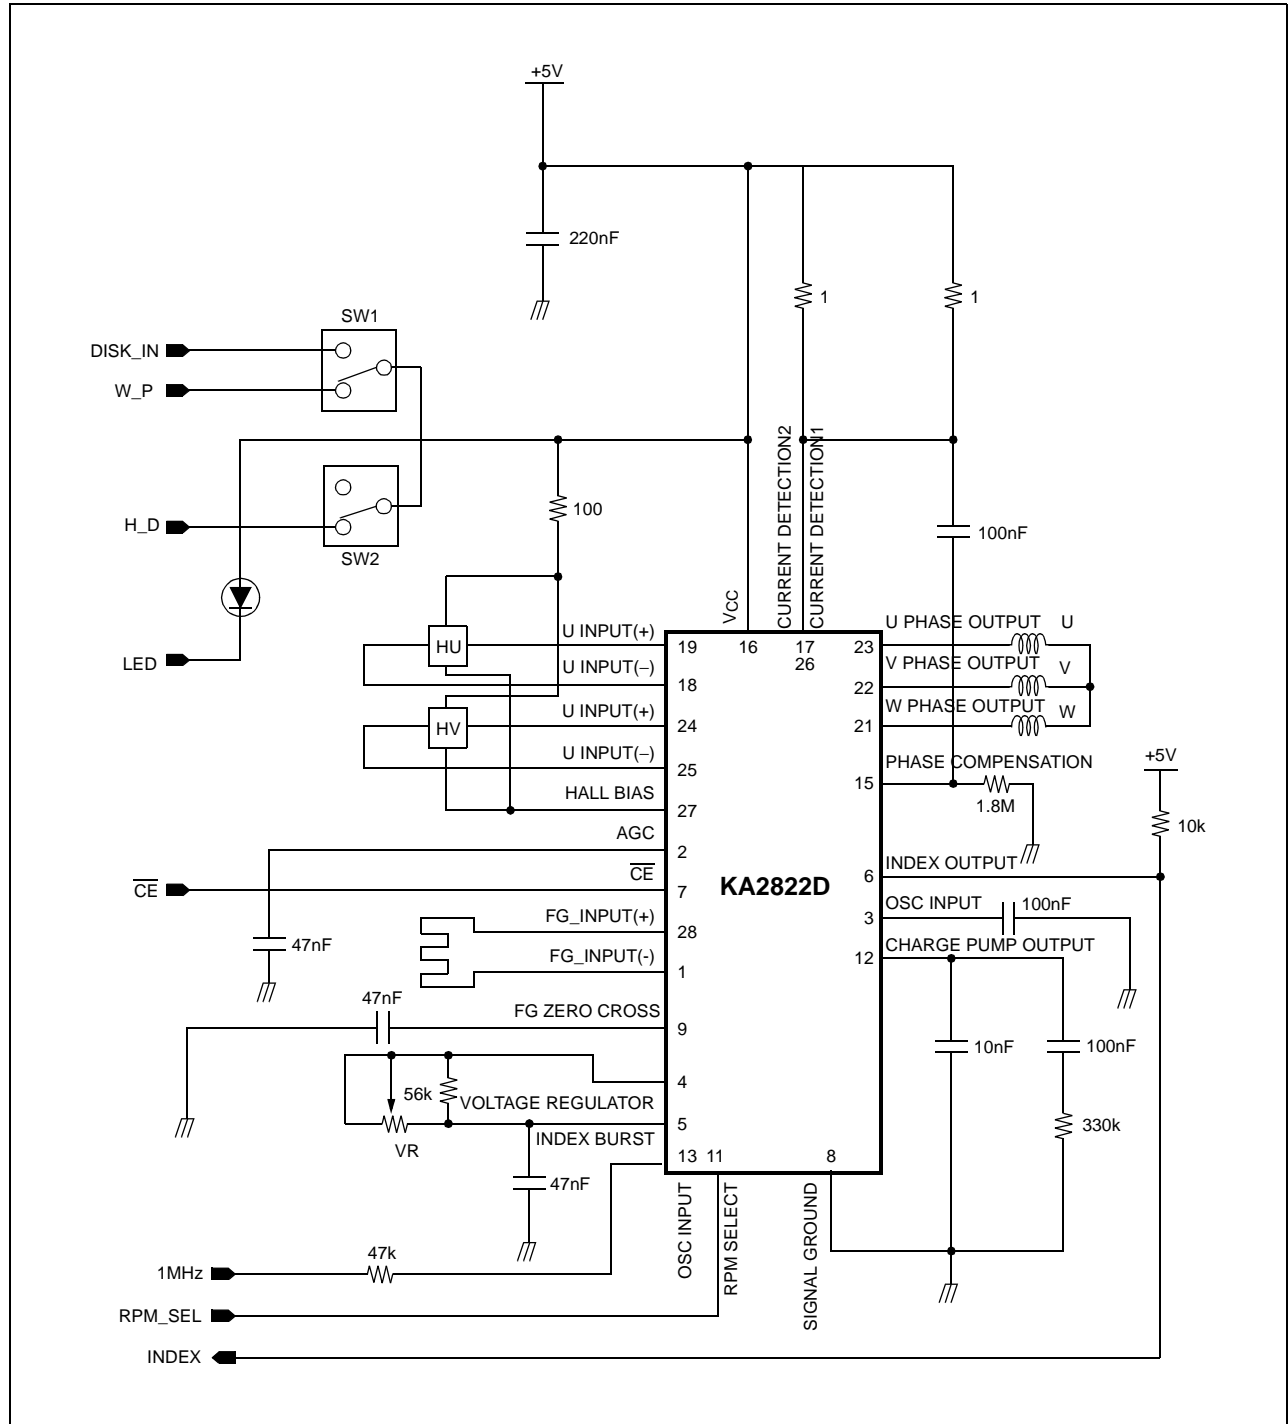 +5V
220nF
1
1
SW1
DISK_IN
W_P
H_D
SW2
100
CURRENT DETECTION2
CURRENT DETECTION1
100nF
LED
VCC
HU
U INPUT(+)
19
16
17
26
23
U PHASE OUTPUT
U
U INPUT(−)
18
22
V PHASE OUTPUT
V
HV
U INPUT(+)
24
21
W PHASE OUTPUT
W
U INPUT(−)
25
15
PHASE COMPENSATION
1.8M
+5V
10k
HALL BIAS
27
AGC
2
CE
CE
7
KA2822D
6
INDEX OUTPUT
47nF
FG_INPUT(+)
28
3
OSC INPUT
100nF
FG_INPUT(-)
1
12
CHARGE PUMP OUTPUT
47nF
FG ZERO CROSS
9
10nF
100nF
4
56k
VOLTAGE REGULATOR
5
330k
VR
INDEX BURST
13
11
8
47nF
OSC INPUT
RPM SELECT
SIGNAL GROUND
1MHz
47k
RPM_SEL
INDEX